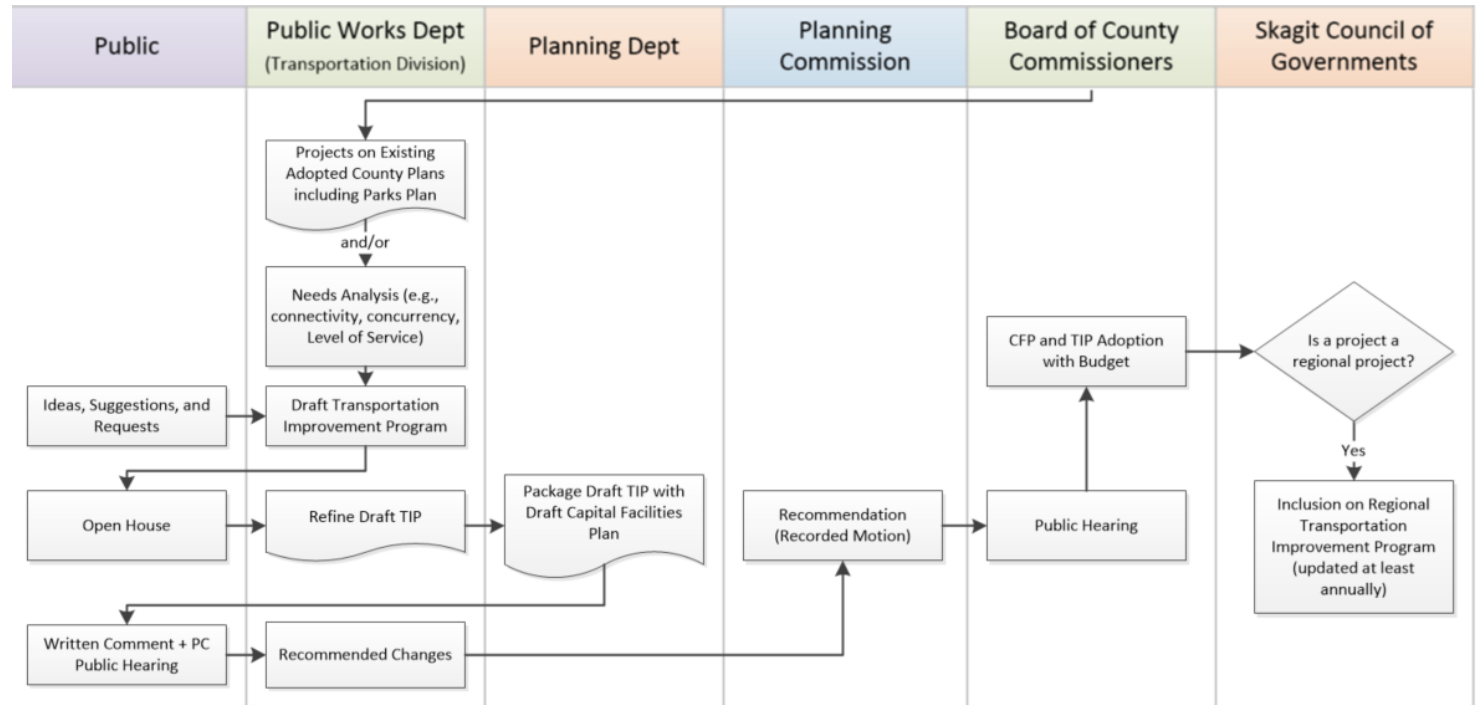 Public
Public Works Dept
(Transportation Division)
Planning Dept
Planning
Commission
Board of County
Commissioners
Skagit Council of
Governments
Projects on Existing
Adopted County Plans
including Parks Plan
and/or
Needs Analysis (e.g.,
connectivity, concurrency,
Level of Service)
Ideas, Suggestions, and
Requests
Draft Transportation
Improvement Program
Open House
Refine Draft TIP
Package Draft TIP with
Draft Capital Facilities
Plan
Written Comment + PC
Public Hearing
Recommended Changes
Recommendation
(Recorded Motion)
Public Hearing
CFP and TIP Adoption
with Budget
Is a project a
regional project?
Yes
Inclusion on Regional
Transportation
Improvement Program
(updated at least
annually)